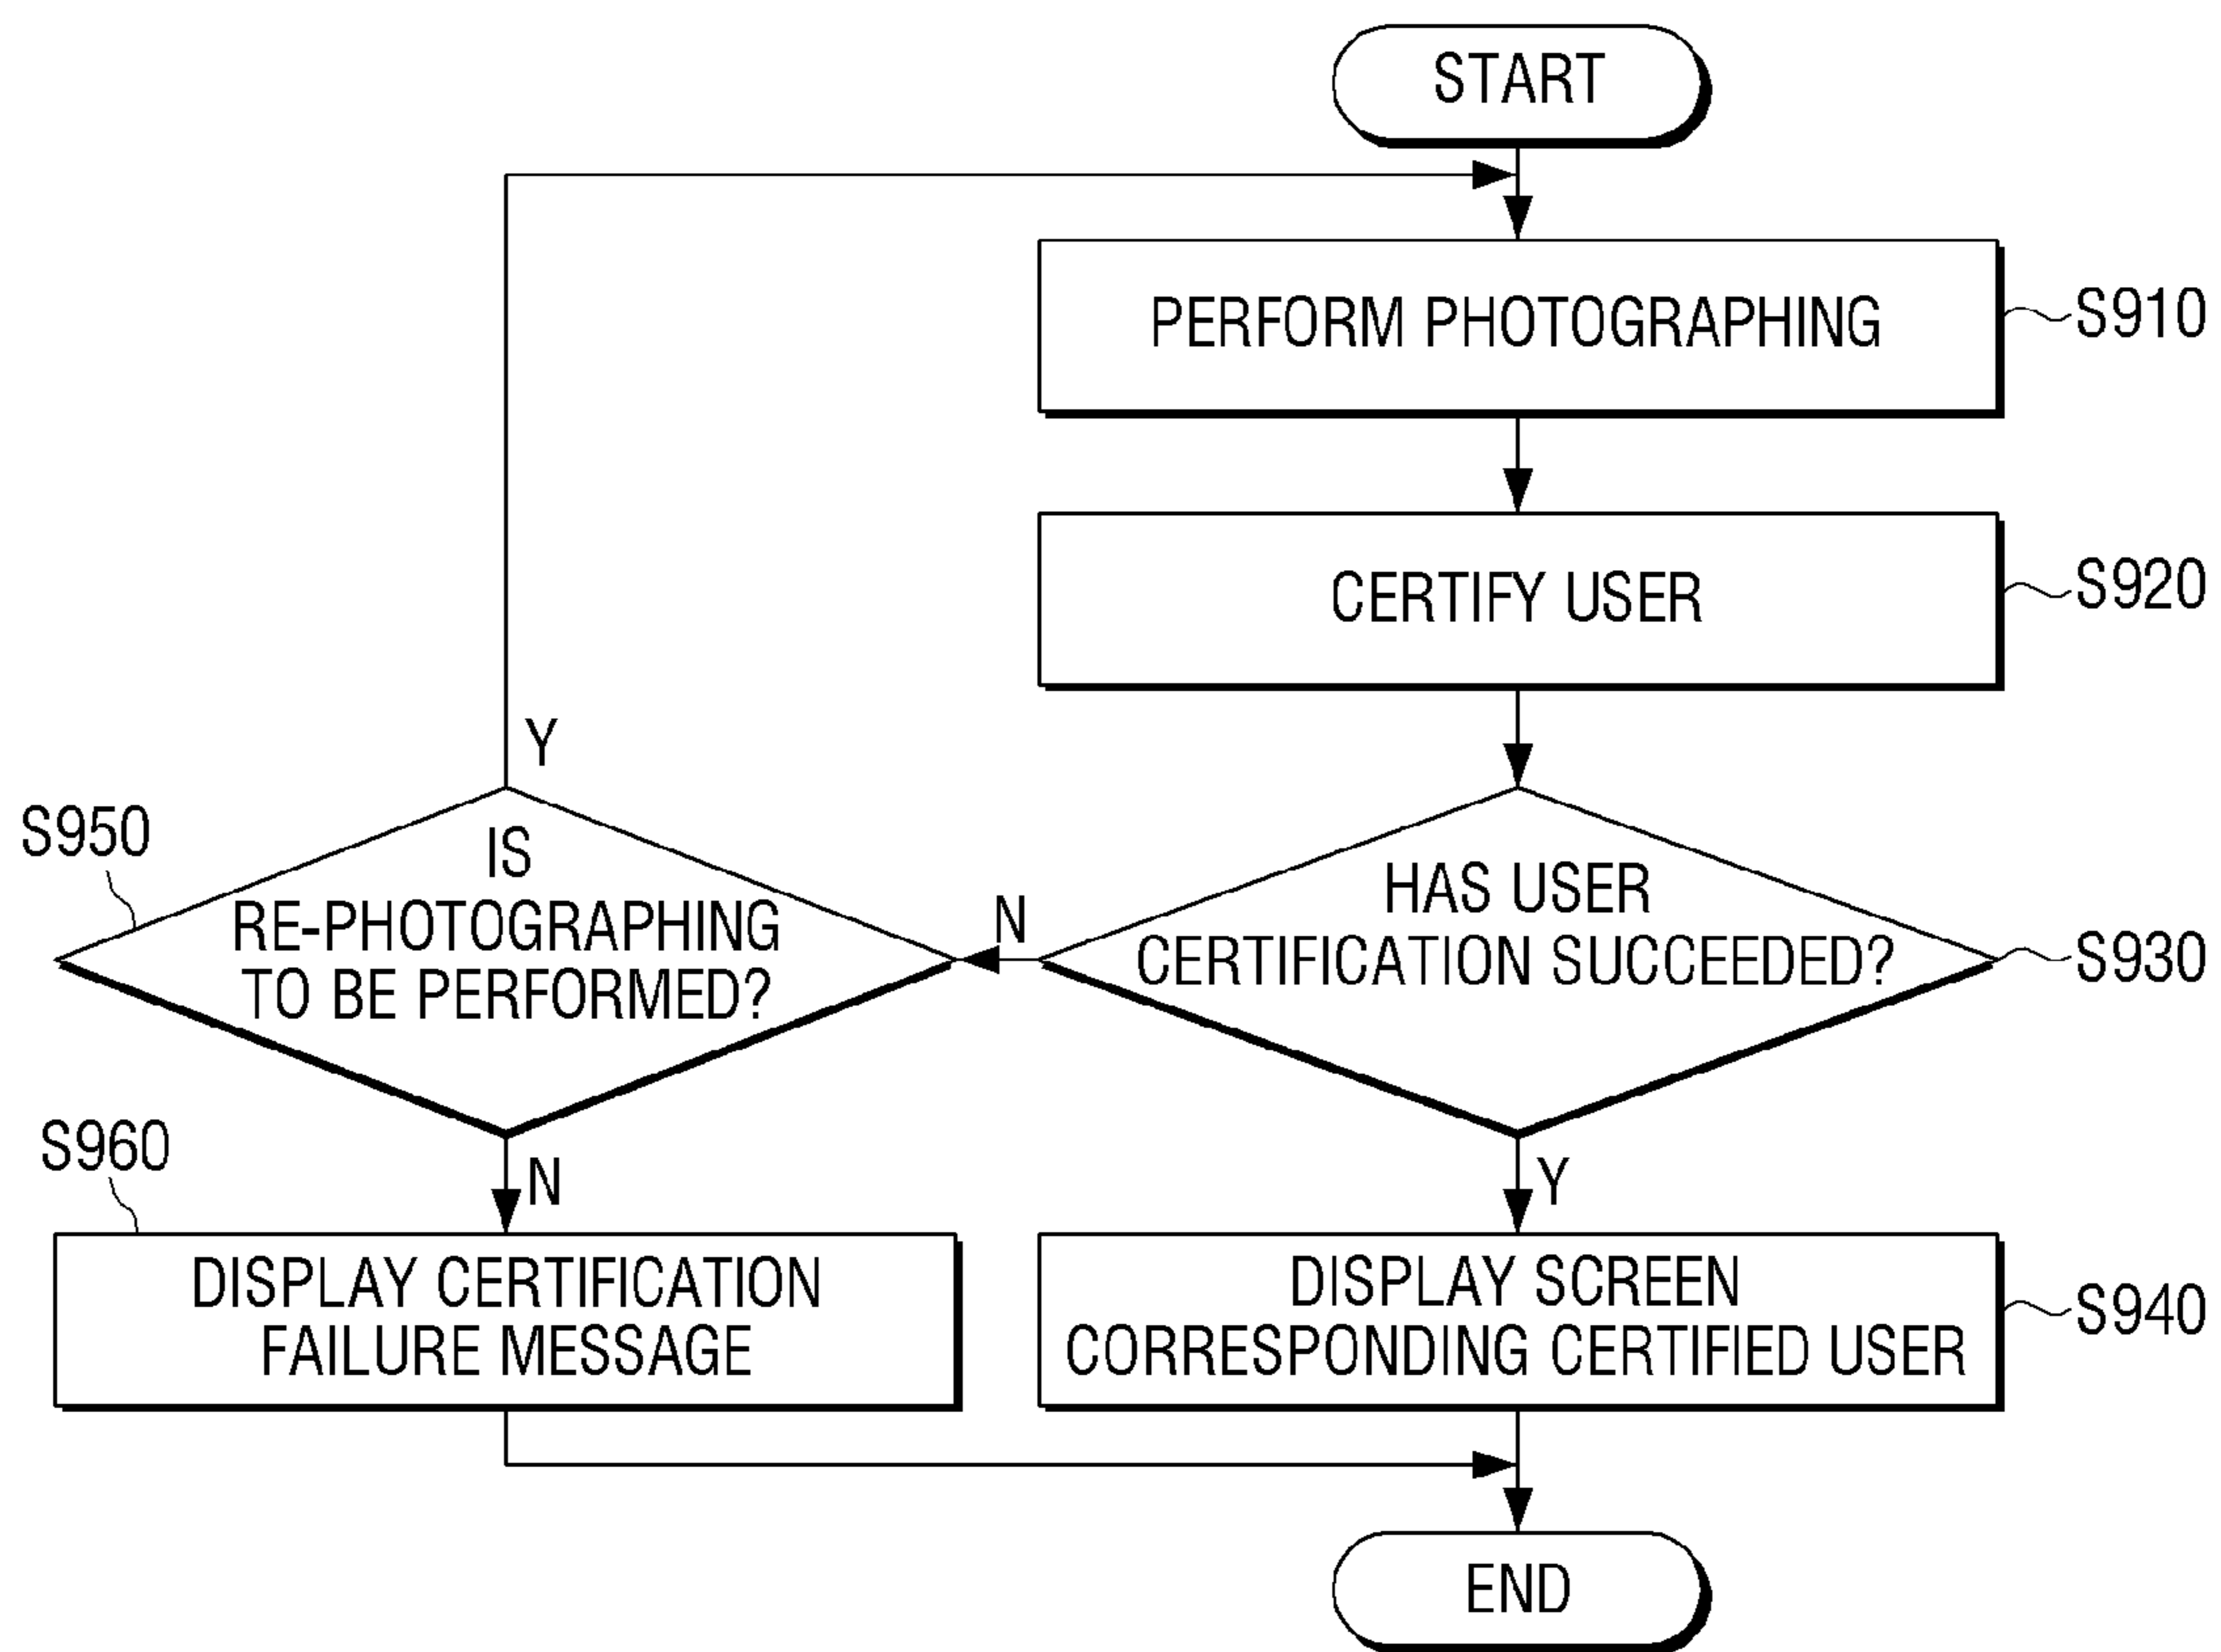 START
PERFORM PHOTOGRAPHING
S910
CERTIFY USER
S920
Y
S950
IS
RE-PHOTOGRAPHING
TO BE PERFORMED?
N
HAS USER
CERTIFICATION SUCCEEDED?
S930
S960
N
Y
DISPLAY CERTIFICATION
FAILURE MESSAGE
DISPLAY SCREEN
CORRESPONDING CERTIFIED USER
S940
END